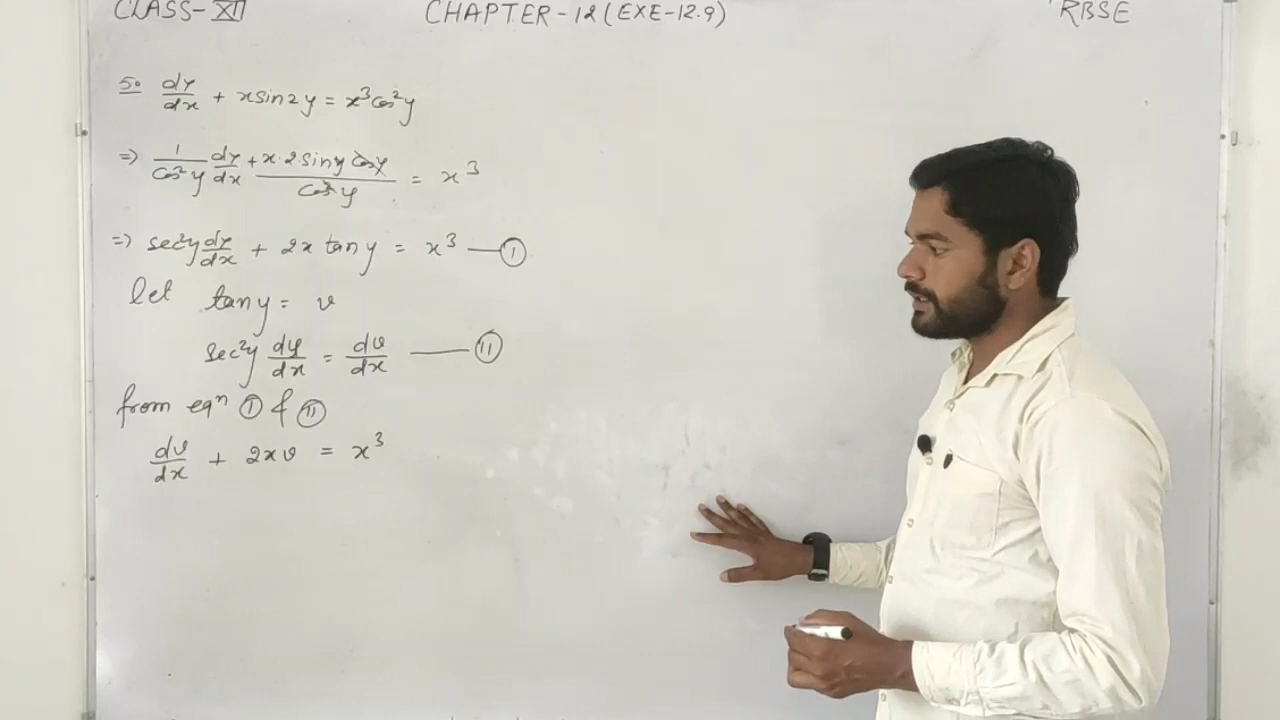 CLASS-XII CHAPTER-12(EXE-12.9) RBSE
5. dy/dx + x sin2y = x³cos²y
=> 1/cos²y dy/dx + x·2·siny cosy/cos²y = x³
=> sec²y dy/dx + 2x tany = x³ —(I)
let tany = v
sec²y dy/dx = dv/dx —(II)
from eqn (I) & (II)
dv/dx + 2xv = x³